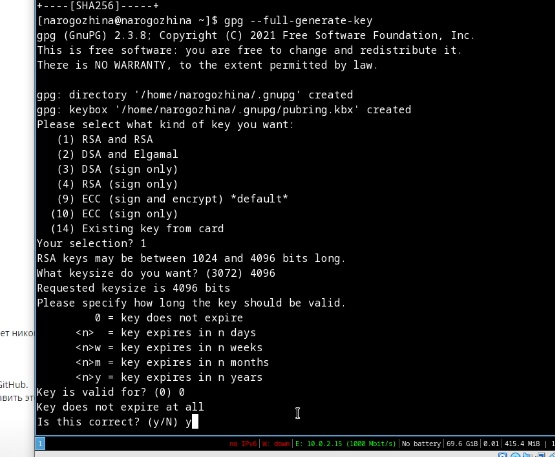 +----[SHA256]-----+
[narogozhina@narogozhina ~]$ gpg --full-generate-key
gpg (GnuPG) 2.3.8; Copyright (C) 2021 Free Software Foundation, Inc.
This is free software: you are free to change and redistribute it.
There is NO WARRANTY, to the extent permitted by law.
gpg: directory '/home/narogozhina/.gnupg' created
gpg: keybox '/home/narogozhina/.gnupg/pubring.kbx' created
Please select what kind of key you want:
(1) RSA and RSA
(2) DSA and Elgamal
(3) DSA (sign only)
(4) RSA (sign only)
(9) ECC (sign and encrypt) *default*
(10) ECC (sign only)
(14) Existing key from card
Your selection? 1
RSA keys may be between 1024 and 4096 bits long.
What keysize do you want? (3072) 4096
Requested keysize is 4096 bits
Please specify how long the key should be valid.
0 = key does not expire
<n> = key expires in n days
<n>w = key expires in n weeks
<n>m = key expires in n months
<n>y = key expires in n years
Key is valid for? (0) 0
Key does not expire at all
Is this correct? (y/N) y
ет нико
GitHub.
авить эт
1 no IPv6 W: down E: 10.0.2.15 (1000 Mbit/s) No battery 69.6 GiB 0.01 415.4 MiB 1